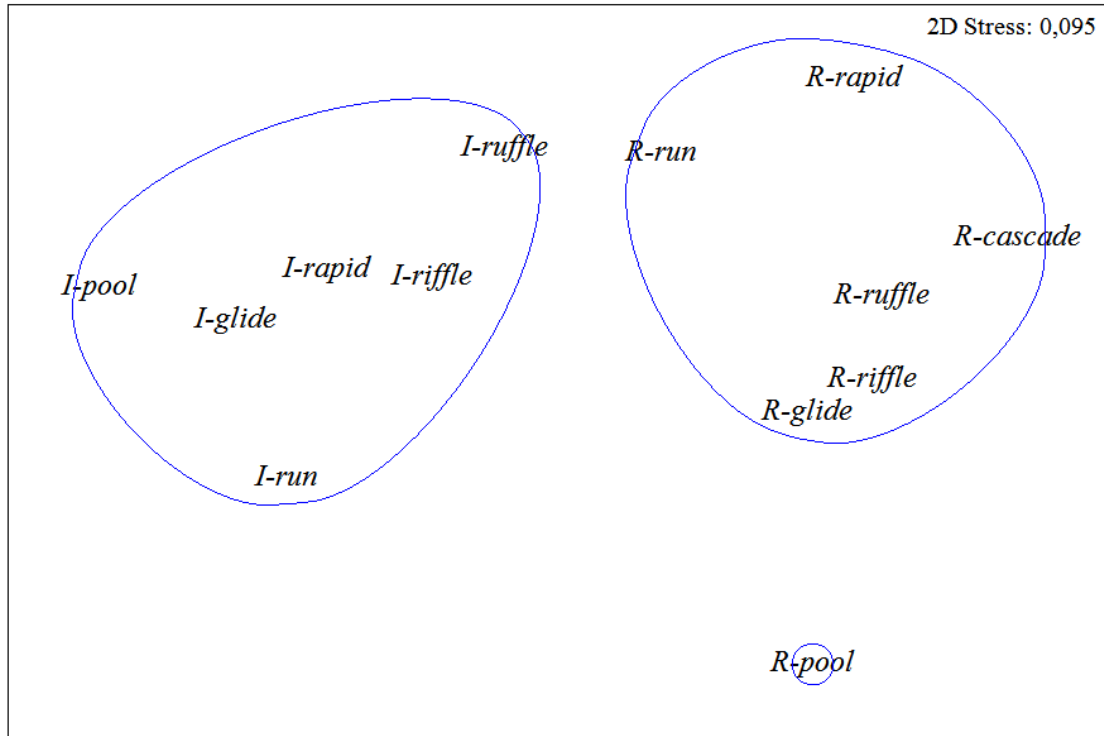 2D Stress: 0,095
R-rapid
I-ruffle
R-run
R-cascade
I-rapid
I-riffle
I-pool
R-ruffle
I-glide
R-riffle
R-glide
I-run
R-pool